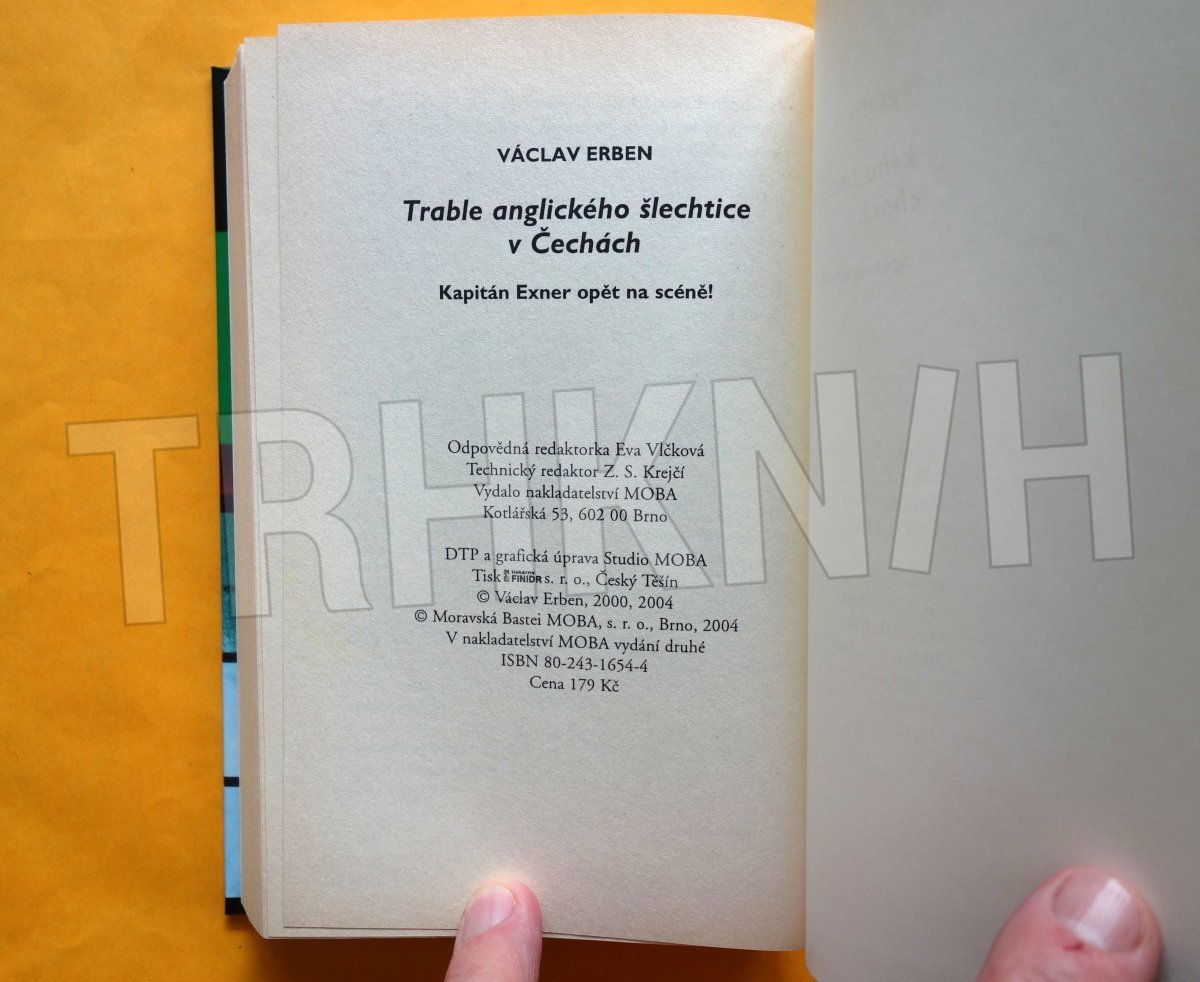 VÁCLAV ERBEN
Trable anglického šlechtice
v Čechách
Kapitán Exner opět na scéně!
Odpovědná redaktorka Eva Vlčková
Technický redaktor Z. S. Krejčí
Vydalo nakladatelství MOBA
Kotlářská 53, 602 00 Brno
DTP a grafická úprava Studio MOBA
Tisk FINIDR s. r. o., Český Těšín
© Václav Erben, 2000, 2004
© Moravská Bastei MOBA, s. r. o., Brno, 2004
V nakladatelství MOBA vydání druhé
ISBN 80-243-1654-4
Cena 179 Kč
TRHKN/H